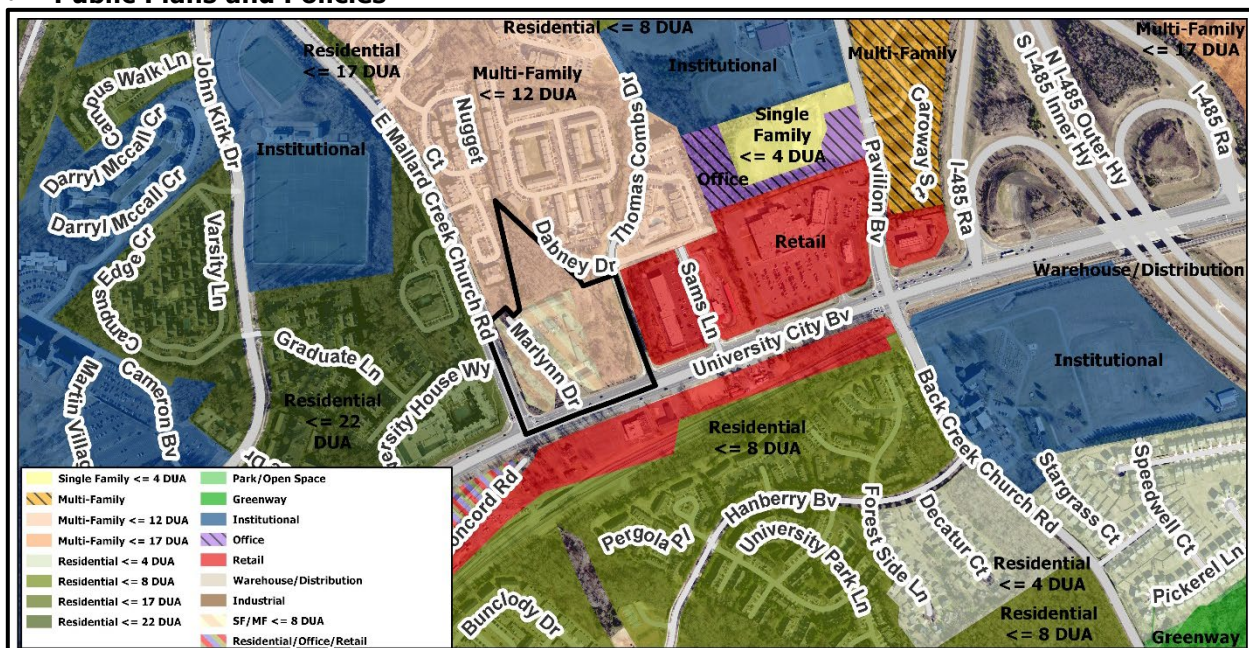 Public Plans and Policies
Residential <= 8 DUA
Residential
<= 17 DUA
Multi-Family
<= 12 DUA
Institutional
Multi-Family
Multi-Family
<= 17 DUA
S I-485 Inner Hy
N I-485 Outer Hy
I-485 Ra
Campus Walk Ln
John Kirk Dr
Darryl Mccall Cr
Darryl Mccall Cr
Institutional
E Mallard Creek Church Rd
Nugget
Ct
Thomas Combs Dr
Single
Family
<= 4 DUA
Office
Pavilion Bv
Caroway St
I-485 Ra
Varsity Ln
Campus Edge Cr
Dabney Dr
Sams Ln
Retail
Warehouse/Distribution
Marlynn Dr
University City Bv
Institutional
Graduate Ln
Cameron Bv
Residential
<= 22
DUA
Residential
<= 8 DUA
Back Creek Church Rd
Hanberry Bv
Forest Side Ln
Decatur Ct
Stargrass Ct
Speedwell Ct
Pickerel Ln
Pergola Pl
University Park Ln
Bunclody Dr
Residential
<= 4 DUA
Residential
<= 8 DUA
Greenway
Single Family <= 4 DUA
Multi-Family
Multi-Family <= 12 DUA
Multi-Family <= 17 DUA
Residential <= 4 DUA
Residential <= 8 DUA
Residential <= 17 DUA
Residential <= 22 DUA
Park/Open Space
Greenway
Institutional
Office
Retail
Warehouse/Distribution
Industrial
SF/MF <= 8 DUA
Residential/Office/Retail